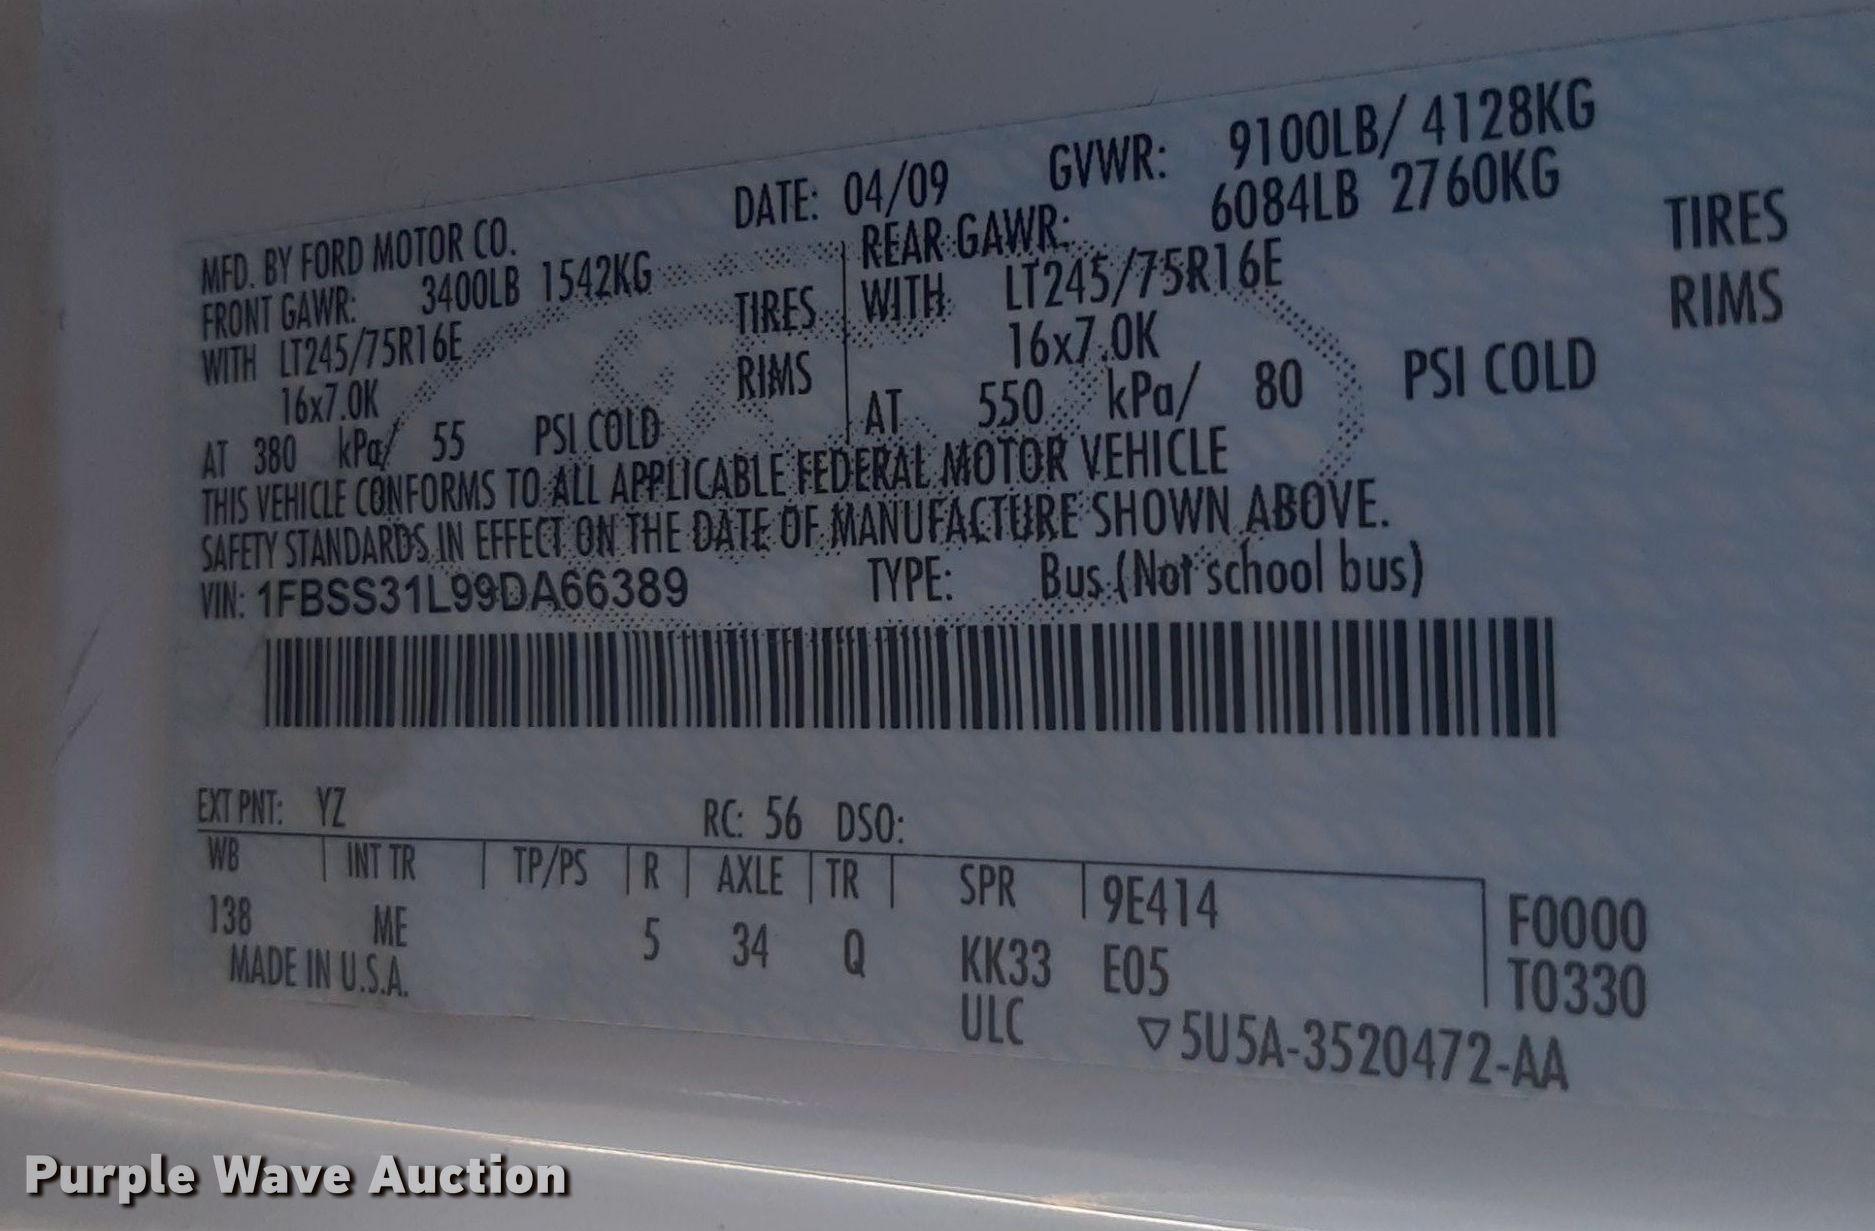 MFD. BY FORD MOTOR CO. DATE: 04/09 GVWR: 9100LB/ 4128KG
FRONT GAWR: 3400LB 1542KG REAR GAWR: 6084LB 2760KG
WITH LT245/75R16E TIRES WITH LT245/75R16E TIRES
16x7.0K RIMS 16x7.0K RIMS
AT 380 kPa/ 55 PSI COLD AT 550 kPa/ 80 PSI COLD
THIS VEHICLE CONFORMS TO ALL APPLICABLE FEDERAL MOTOR VEHICLE
SAFETY STANDARDS IN EFFECT ON THE DATE OF MANUFACTURE SHOWN ABOVE.
VIN: 1FBSS31L99DA66389 TYPE: Bus (Not school bus)
EXT PNT: YZ RC: 56 DSO:
WB INT TR TP/PS R AXLE TR SPR 9E414 F0000
138 ME 5 34 Q KK33 E05 T0330
MADE IN U.S.A. ULC ▽5U5A-3520472-AA
Purple Wave Auction